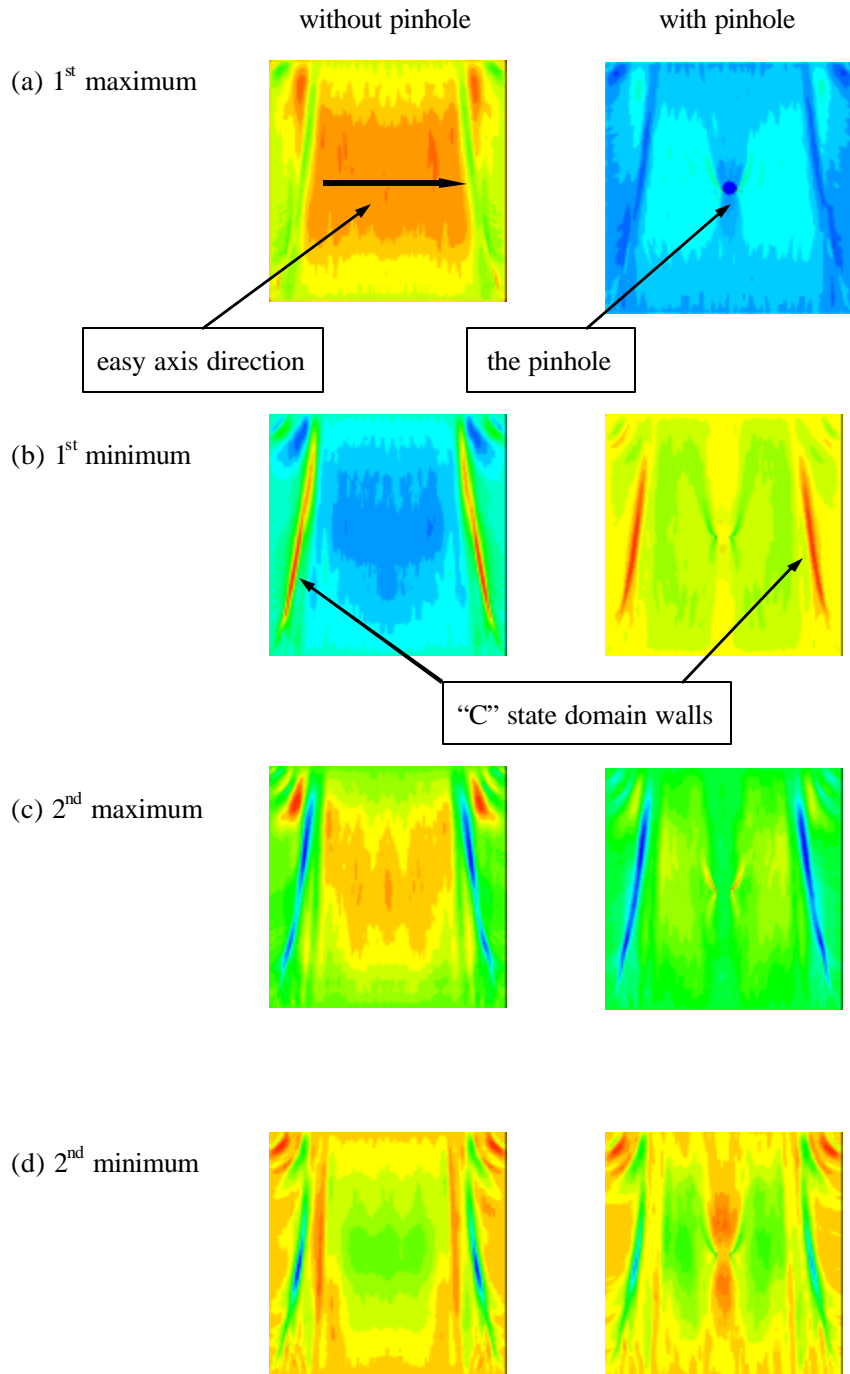 without pinhole with pinhole
(a) 1st maximum
easy axis direction the pinhole
(b) 1st minimum
“C” state domain walls
(c) 2nd maximum
(d) 2nd minimum